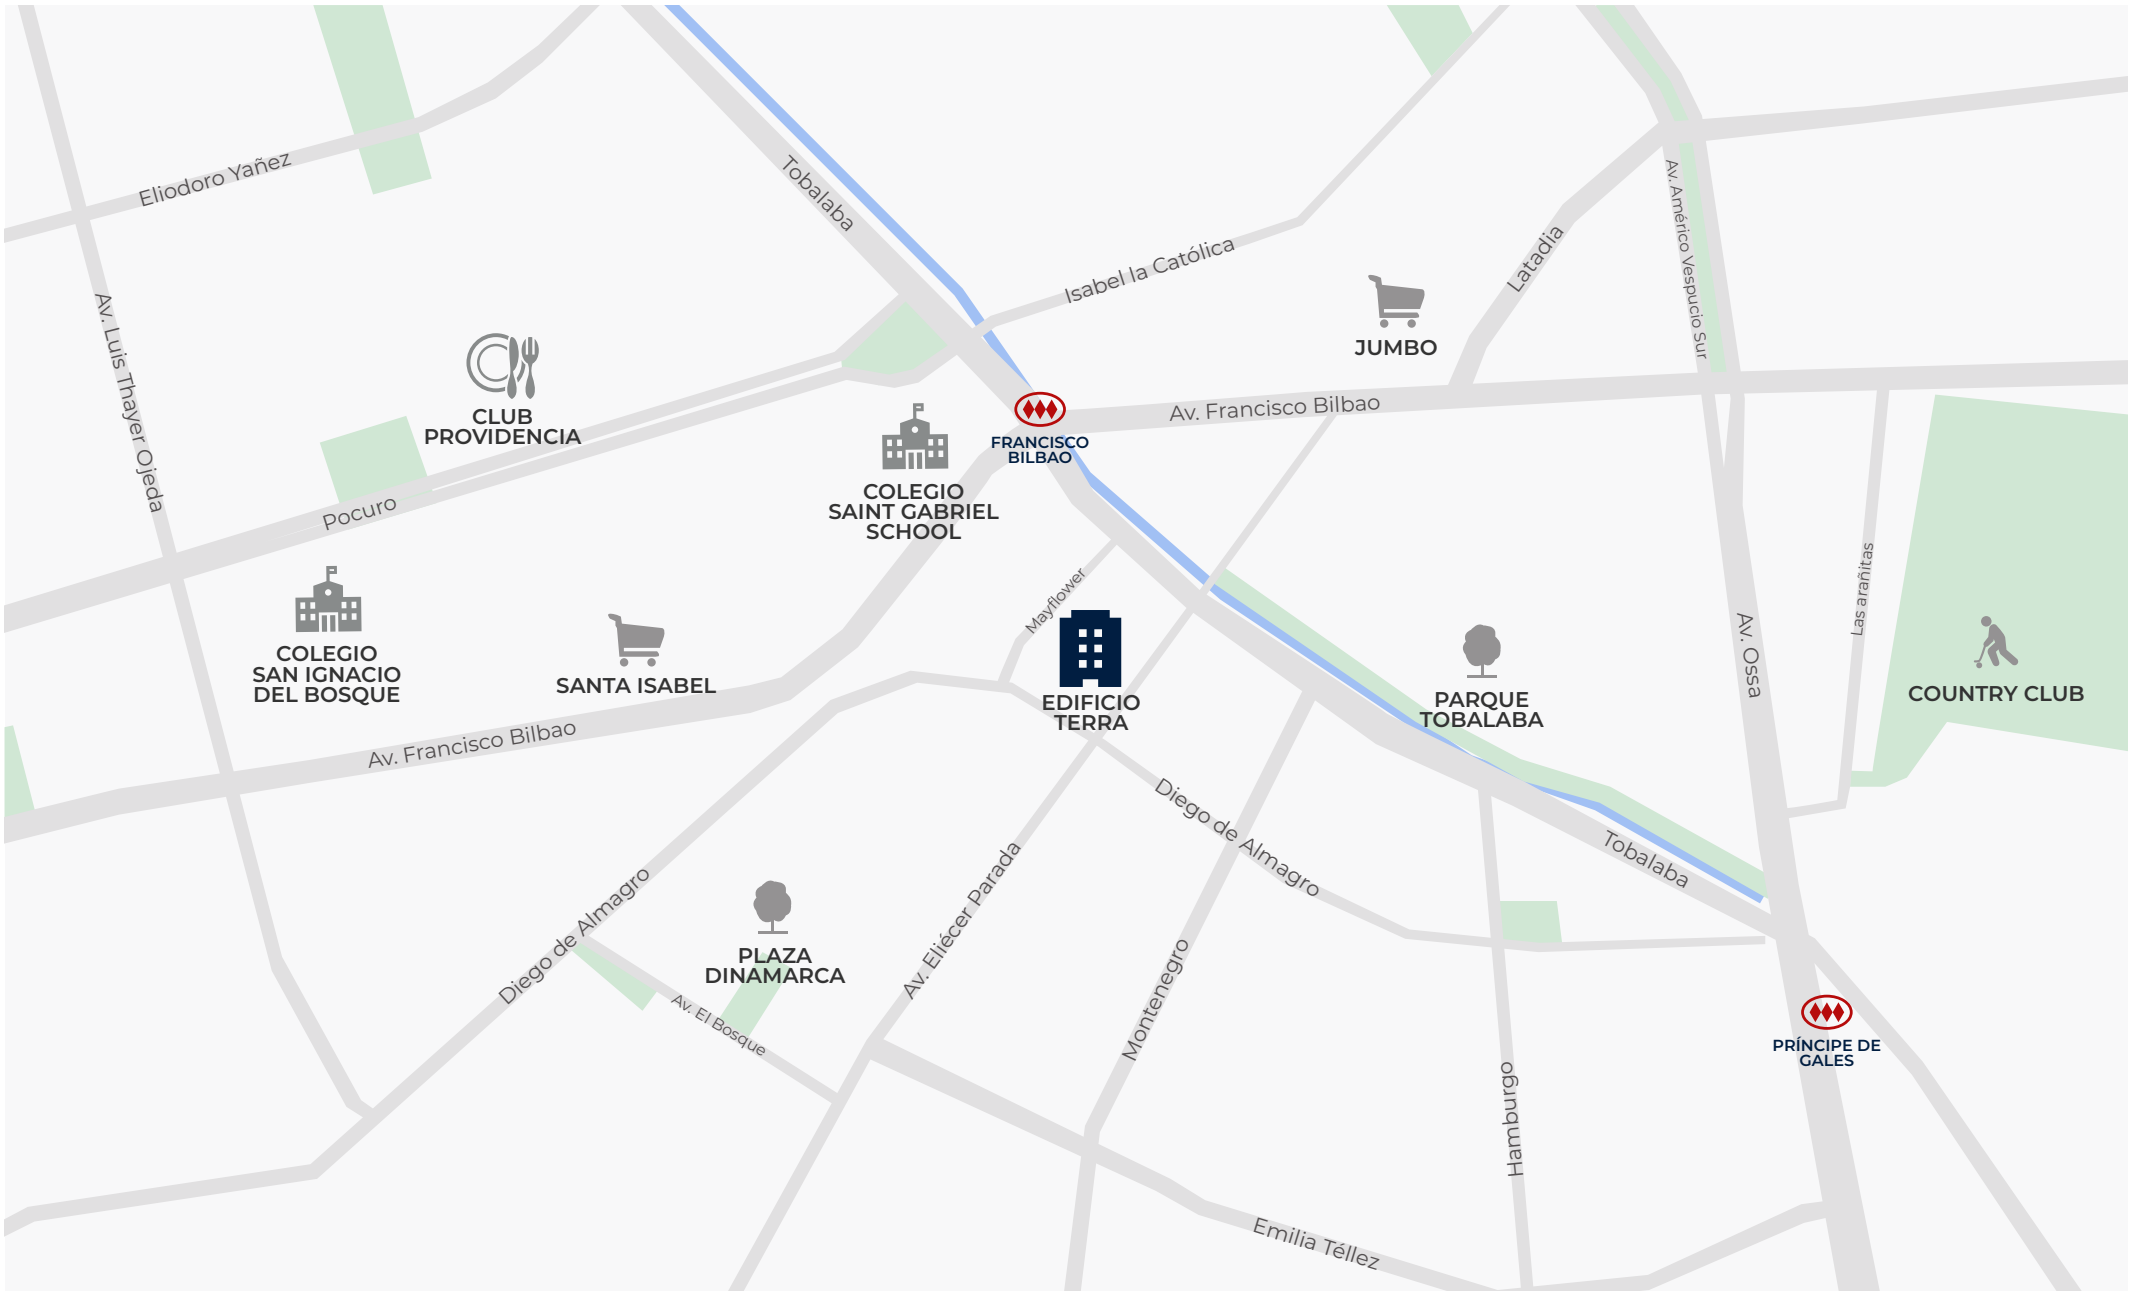 Eliodoro Yañez
Tobalaba
Av. Américo Vespucio Sur
Isabel la Católica
Latadia
Av. Luis Thayer Ojeda
JUMBO
CLUB
PROVIDENCIA
Av. Francisco Bilbao
FRANCISCO
BILBAO
COLEGIO
SAINT GABRIEL
SCHOOL
Pocuro
Mayflower
Las arañitas
COLEGIO
SAN IGNACIO
DEL BOSQUE
SANTA ISABEL
EDIFICIO
TERRA
PARQUE
TOBALABA
Av. Ossa
COUNTRY CLUB
Av. Francisco Bilbao
Diego de Almagro
Tobalaba
Diego de Almagro
Av. Eliécer Parada
PLAZA
DINAMARCA
Av. El Bosque
Montenegro
PRÍNCIPE DE
GALES
Hamburgo
Emilia Téllez